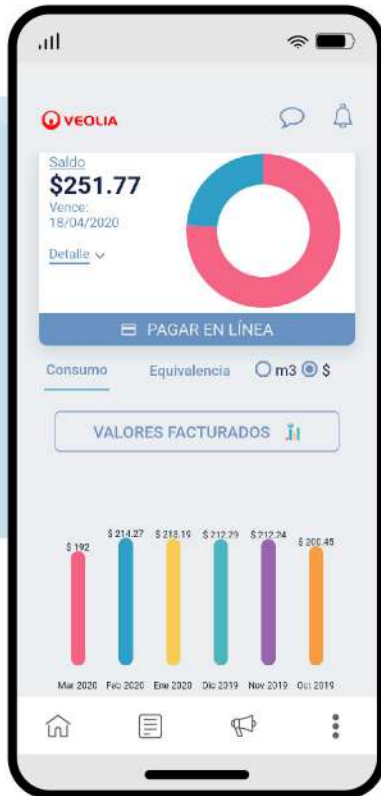 VEOLIA
Saldo
$251.77
Vence:
18/04/2020
Detalle
PAGAR EN LÍNEA
Consumo Equivalencia m3 $
VALORES FACTURADOS
$ 192 $ 214.27 $ 213.19 $ 212.29 $ 212.24 $ 200.45
Mar 2020 Feb 2020 Ene 2020 Dic 2019 Nov 2019 Oct 2019